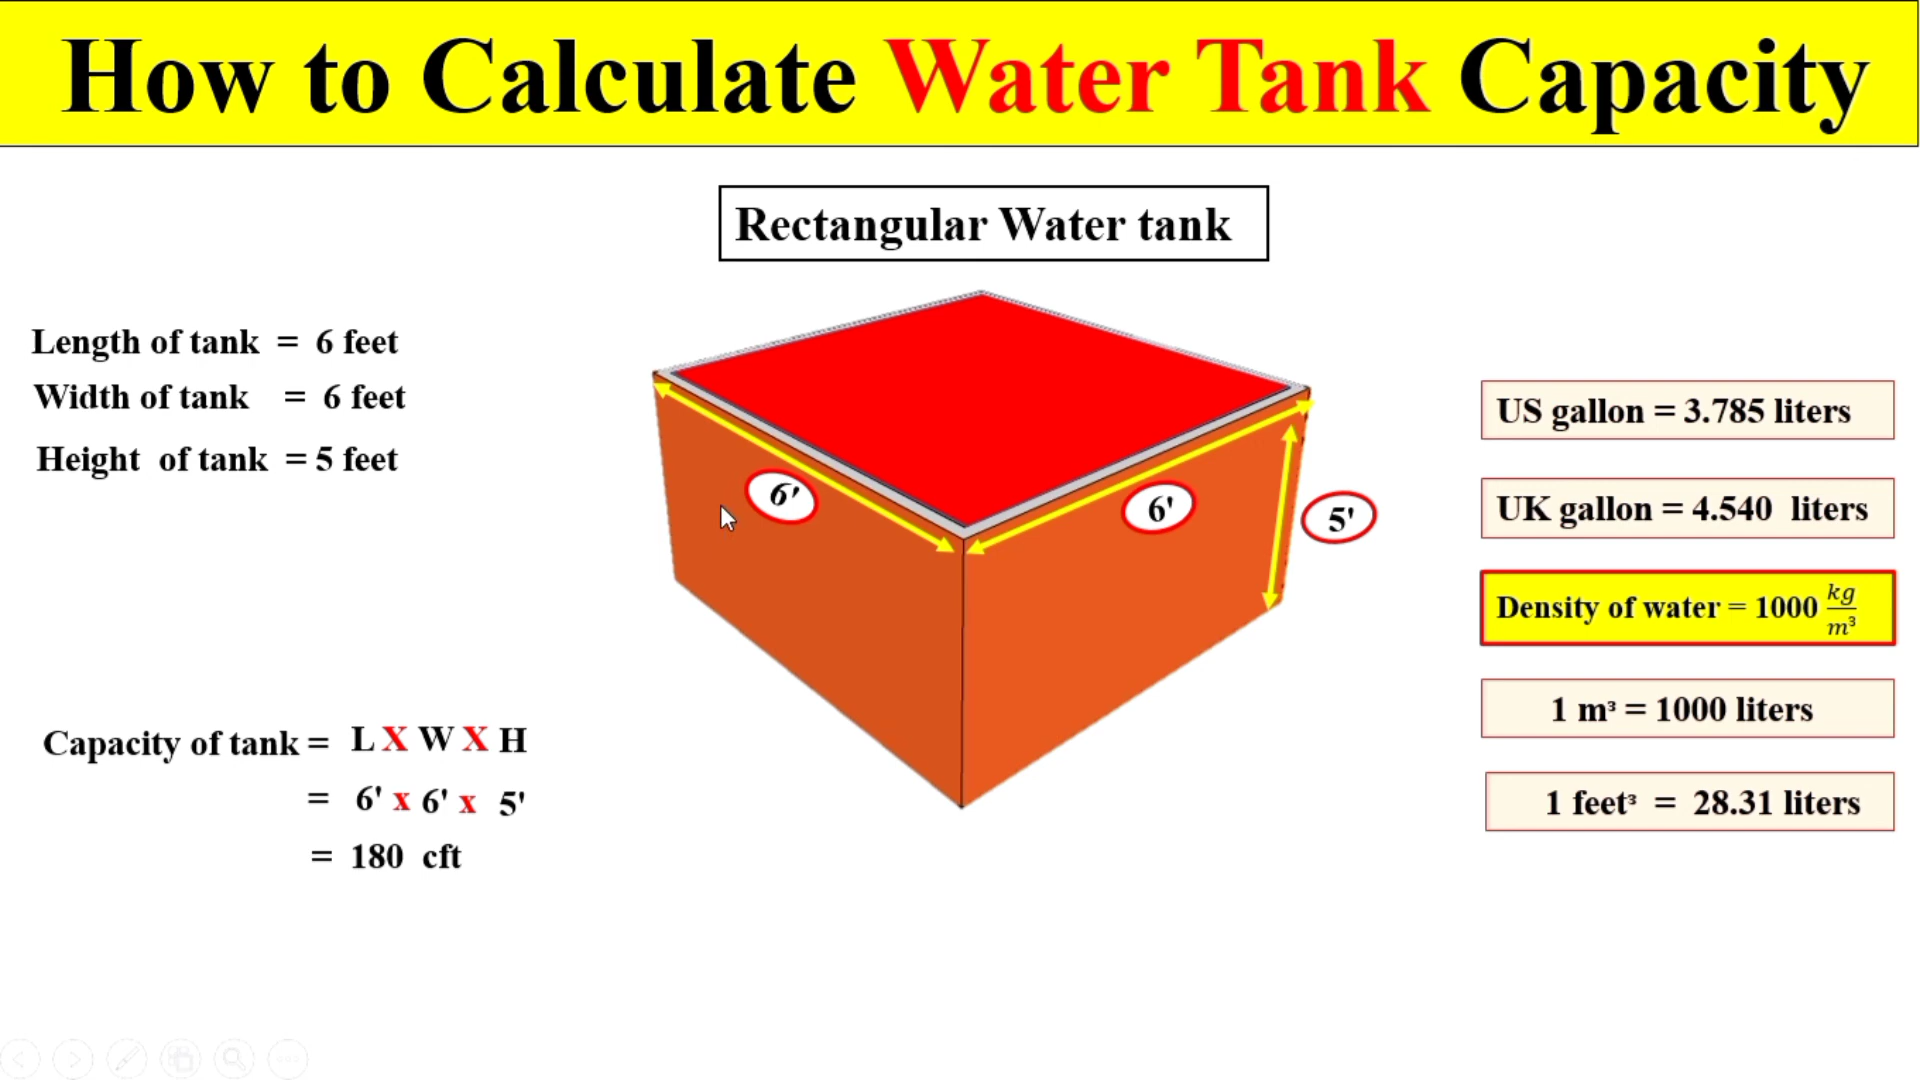 How to Calculate Water Tank Capacity
Rectangular Water tank
Length of tank = 6 feet
Width of tank = 6 feet
Height of tank = 5 feet
6'
6'
5'
US gallon = 3.785 liters
UK gallon = 4.540 liters
Density of water = 1000 kg/m³
1 m³ = 1000 liters
1 feet³ = 28.31 liters
Capacity of tank = L X W X H
= 6' x 6' x 5'
= 180 cft